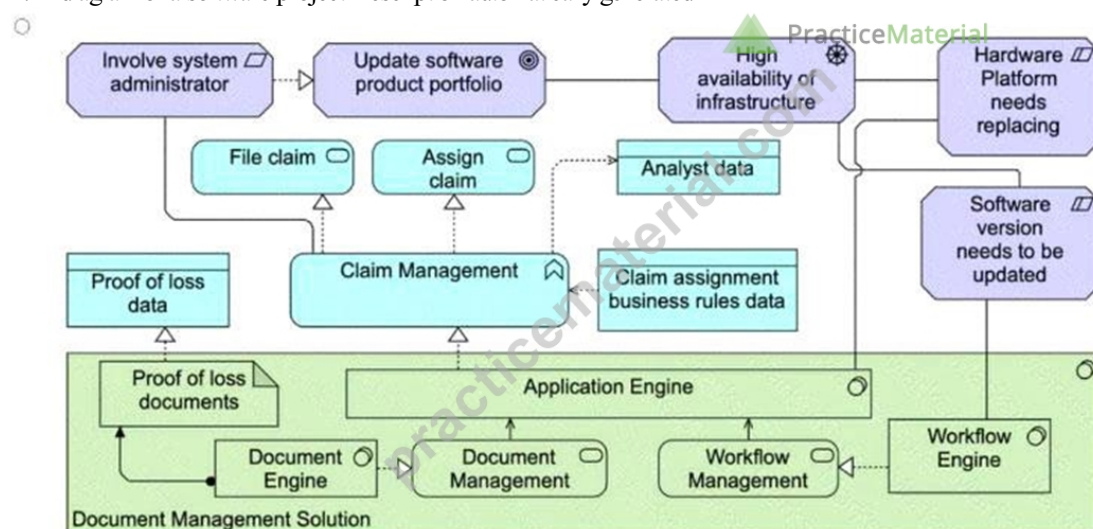 PracticeMaterial
Involve system
administrator
Update software
product portfolio
High
availability of
infrastructure
Hardware
Platform
needs
replacing
File claim
Assign
claim
Analyst data
Software
version
needs to be
updated
Proof of loss
data
Claim Management
Claim assignment
business rules data
Proof of loss
documents
Application Engine
Document
Engine
Document
Management
Workflow
Management
Workflow
Engine
Document Management Solution
practicematerial.com